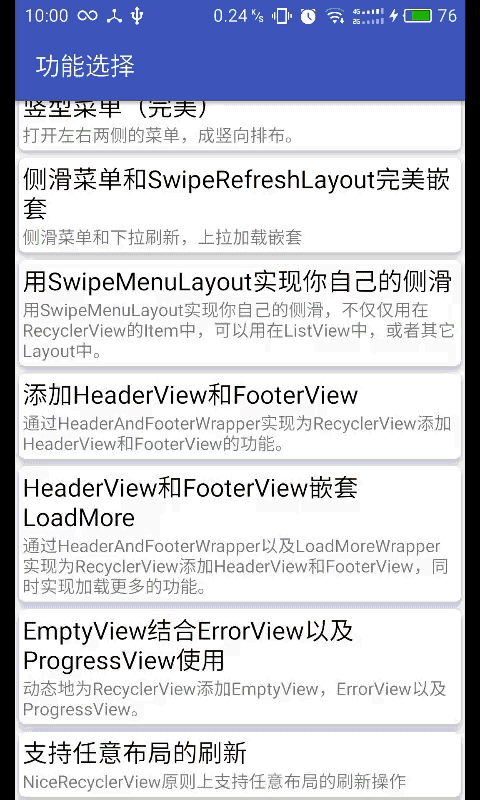 10:00 0.24 K/s 4G 2G 76
功能选择
竖型菜单（完美）
打开左右两侧的菜单，成竖向排布。
侧滑菜单和SwipeRefreshLayout完美嵌
套
侧滑菜单和下拉刷新，上拉加载嵌套
用SwipeMenuLayout实现你自己的侧滑
用SwipeMenuLayout实现你自己的侧滑，不仅仅用在
RecyclerView的Item中，可以用在ListView中，或者其它
Layout中。
添加HeaderView和FooterView
通过HeaderAndFooterWrapper实现为RecyclerView添加
HeaderView和FooterView的功能。
HeaderView和FooterView嵌套
LoadMore
通过HeaderAndFooterWrapper以及LoadMoreWrapper
实现为RecyclerView添加HeaderView和FooterView，同
时实现加载更多的功能。
EmptyView结合ErrorView以及
ProgressView使用
动态地为RecyclerView添加EmptyView，ErrorView以及
ProgressView。
支持任意布局的刷新
NiceRecyclerView原则上支持任意布局的刷新操作